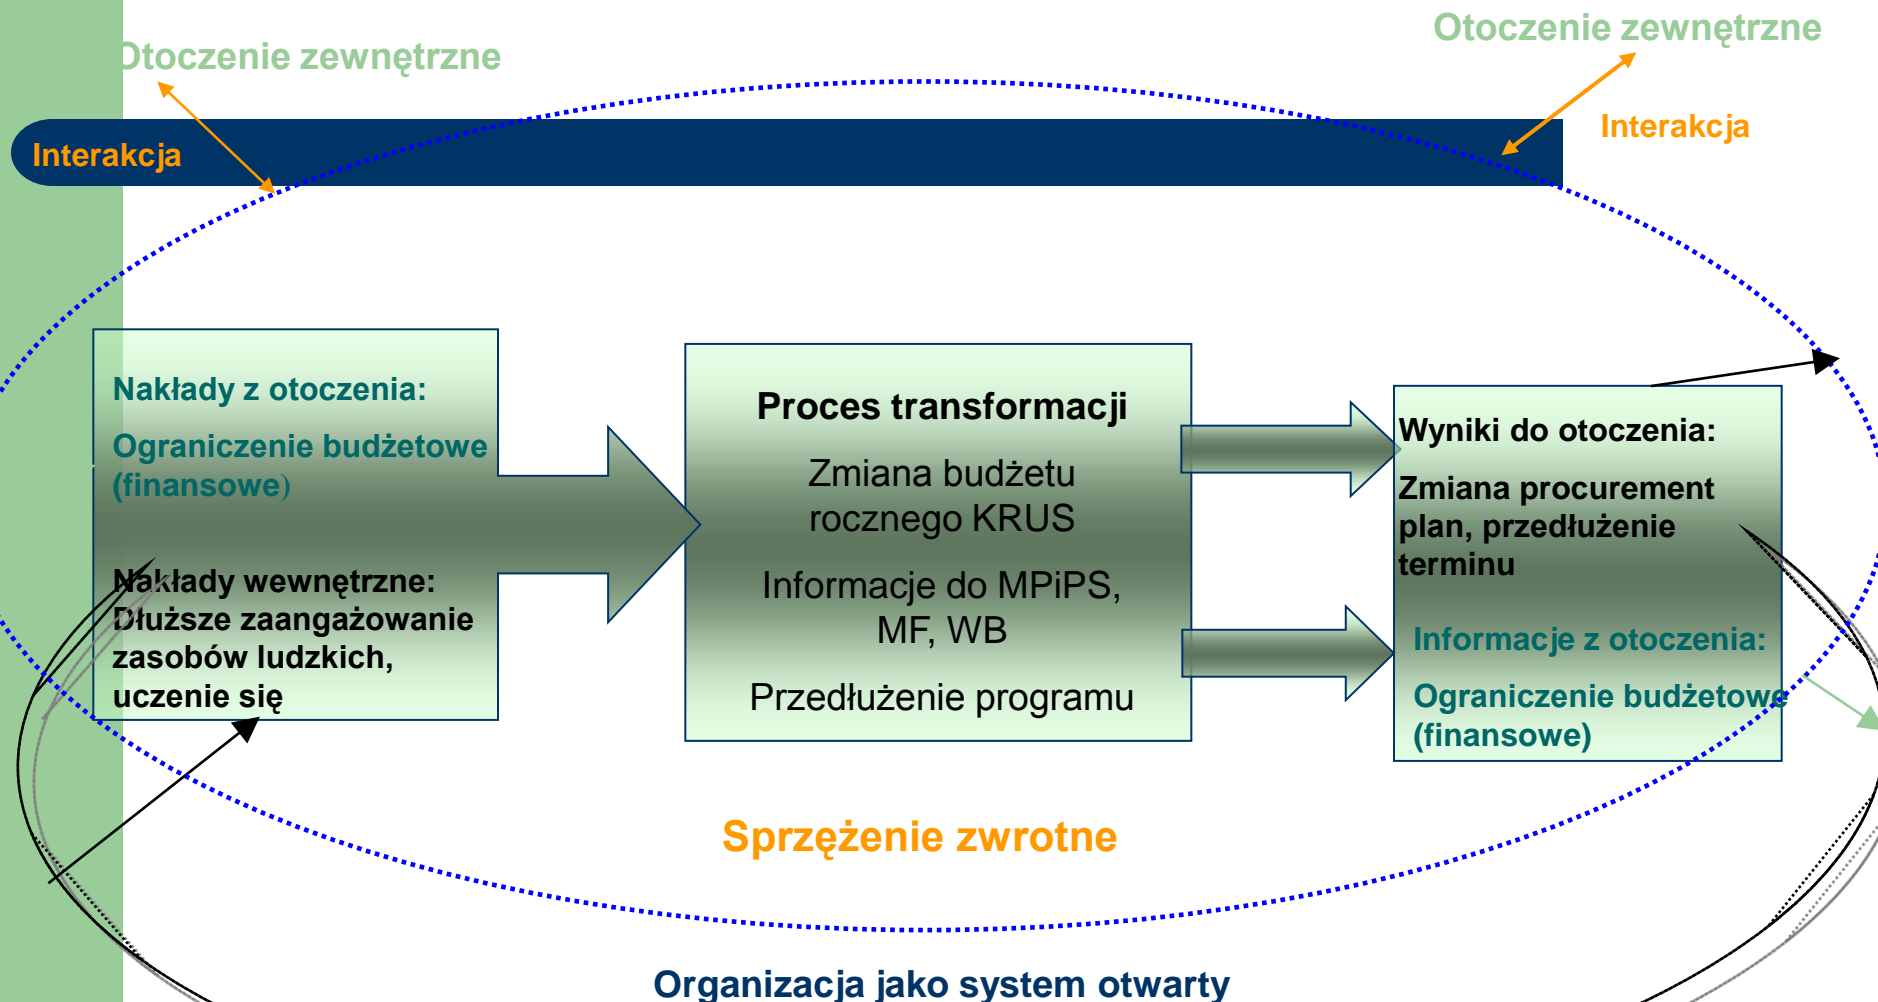 Otoczenie zewnętrzne
Otoczenie zewnętrzne
Interakcja
Interakcja
Nakłady z otoczenia:
Ograniczenie budżetowe
(finansowe)
Nakłady wewnętrzne:
Dłuższe zaangażowanie
zasobów ludzkich,
uczenie się
Proces transformacji
Zmiana budżetu
rocznego KRUS
Informacje do MPiPS,
MF, WB
Przedłużenie programu
Wyniki do otoczenia:
Zmiana procurement
plan, przedłużenie
terminu
Informacje z otoczenia:
Ograniczenie budżetowe
(finansowe)
Sprzężenie zwrotne
Organizacja jako system otwarty